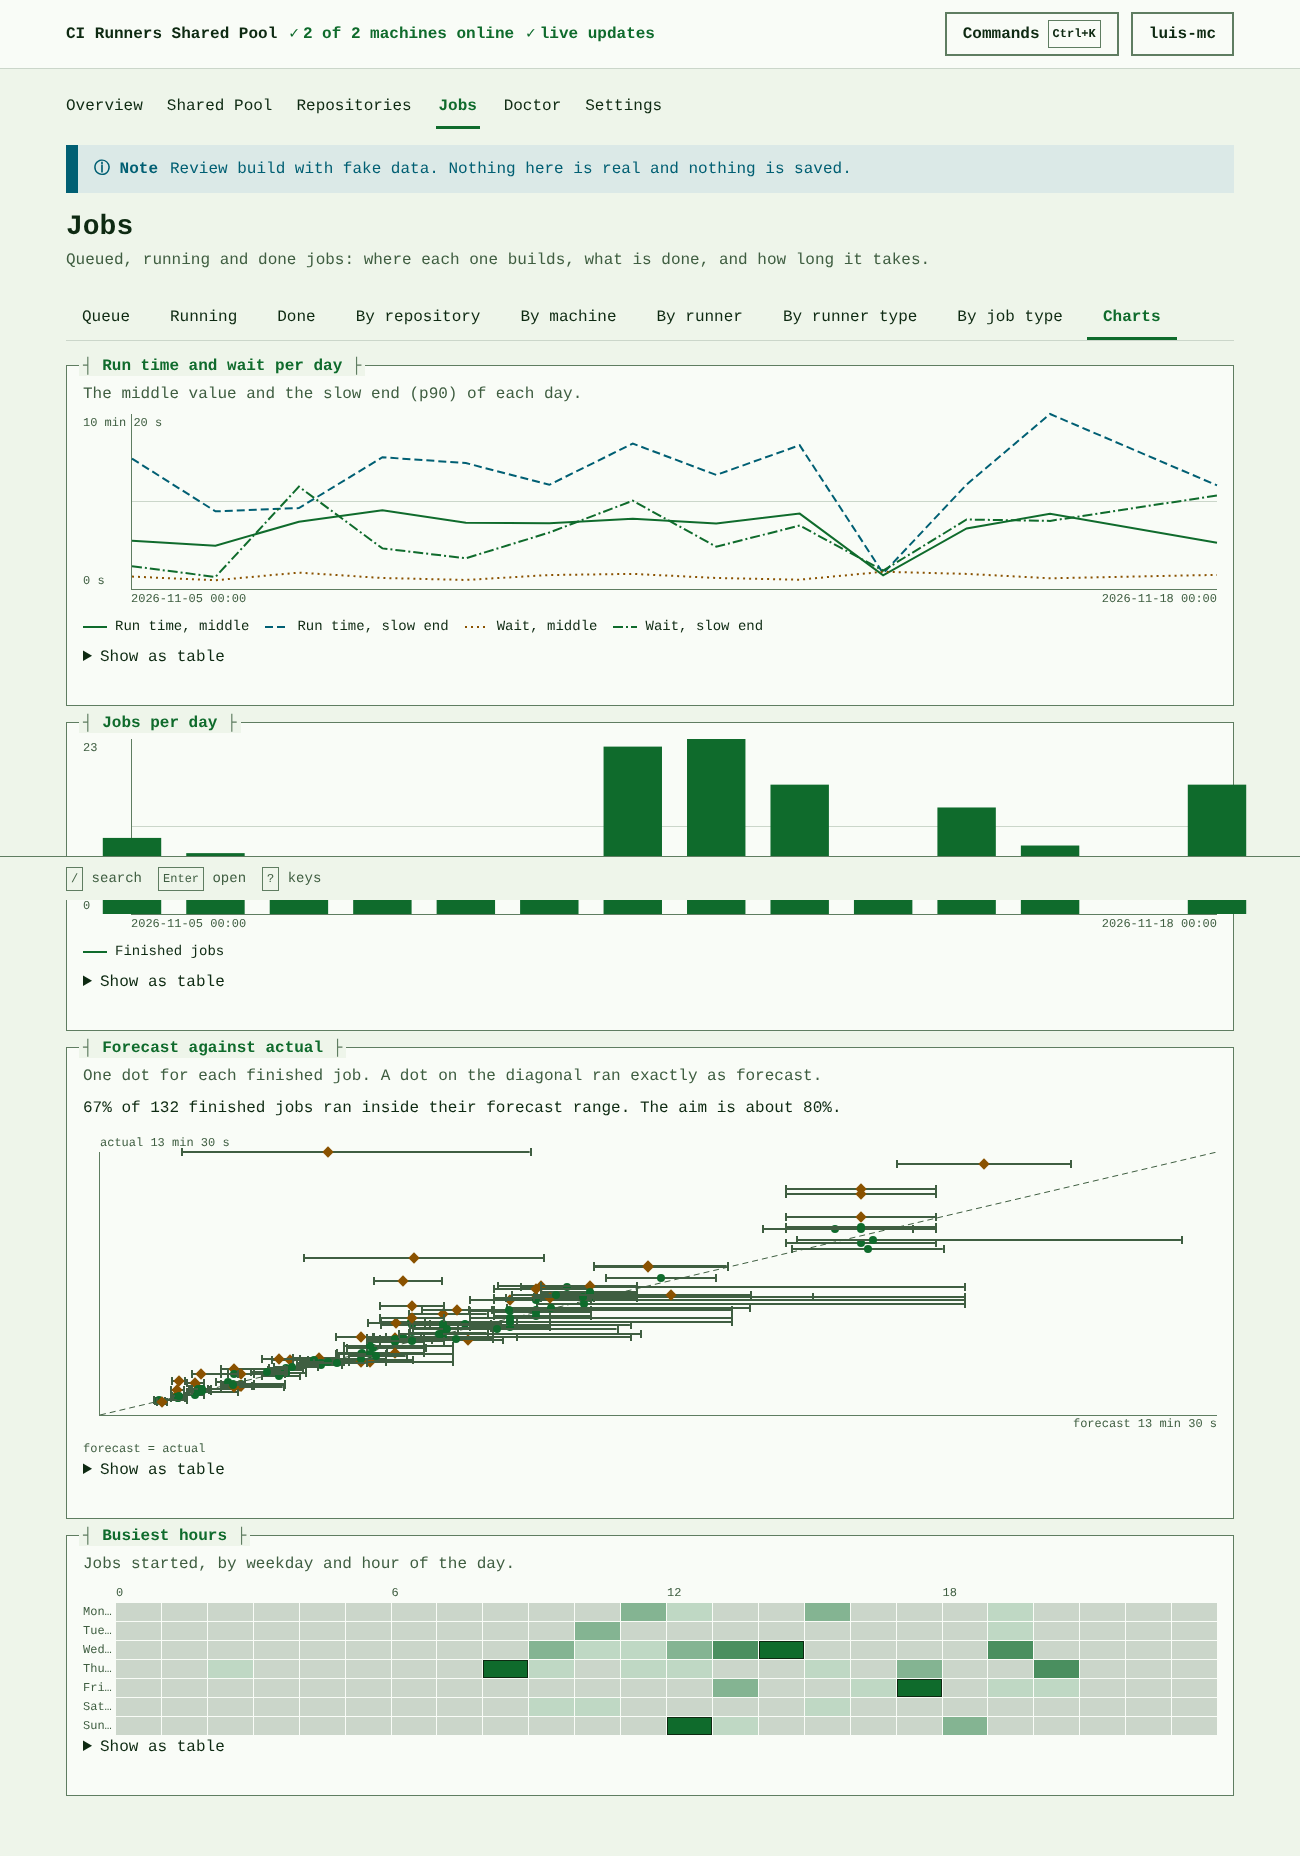 CI Runners Shared Pool ✓ 2 of 2 machines online ✓ live updates Commands Ctrl+K luis-mc
Overview Shared Pool Repositories Jobs Doctor Settings
ⓘ Note Review build with fake data. Nothing here is real and nothing is saved.
Jobs
Queued, running and done jobs: where each one builds, what is done, and how long it takes.
Queue Running Done By repository By machine By runner By runner type By job type Charts
Run time and wait per day
The middle value and the slow end (p90) of each day.
10 min 20 s
0 s
2026-11-05 00:00 2026-11-18 00:00
Run time, middle Run time, slow end Wait, middle Wait, slow end
▶ Show as table
Jobs per day
23
/ search Enter open ? keys
0
2026-11-05 00:00 2026-11-18 00:00
Finished jobs
▶ Show as table
Forecast against actual
One dot for each finished job. A dot on the diagonal ran exactly as forecast.
67% of 132 finished jobs ran inside their forecast range. The aim is about 80%.
actual 13 min 30 s
forecast 13 min 30 s
forecast = actual
▶ Show as table
Busiest hours
Jobs started, by weekday and hour of the day.
0 6 12 18
Mon…
Tue…
Wed…
Thu…
Fri…
Sat…
Sun…
▶ Show as table